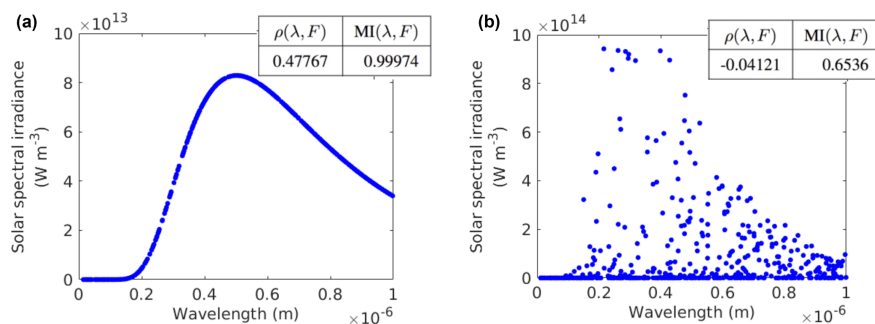 (a)
×10^13
ρ(λ, F) MI(λ, F)
0.47767 0.99974
10
8
6
4
2
0
Solar spectral irradiance
(W m^-3)
0 0.2 0.4 0.6 0.8 1
Wavelength (m)
×10^-6
(b)
×10^14
ρ(λ, F) MI(λ, F)
-0.04121 0.6536
10
8
6
4
2
0
Solar spectral irradiance
(W m^-3)
0 0.2 0.4 0.6 0.8 1
Wavelength (m)
×10^-6